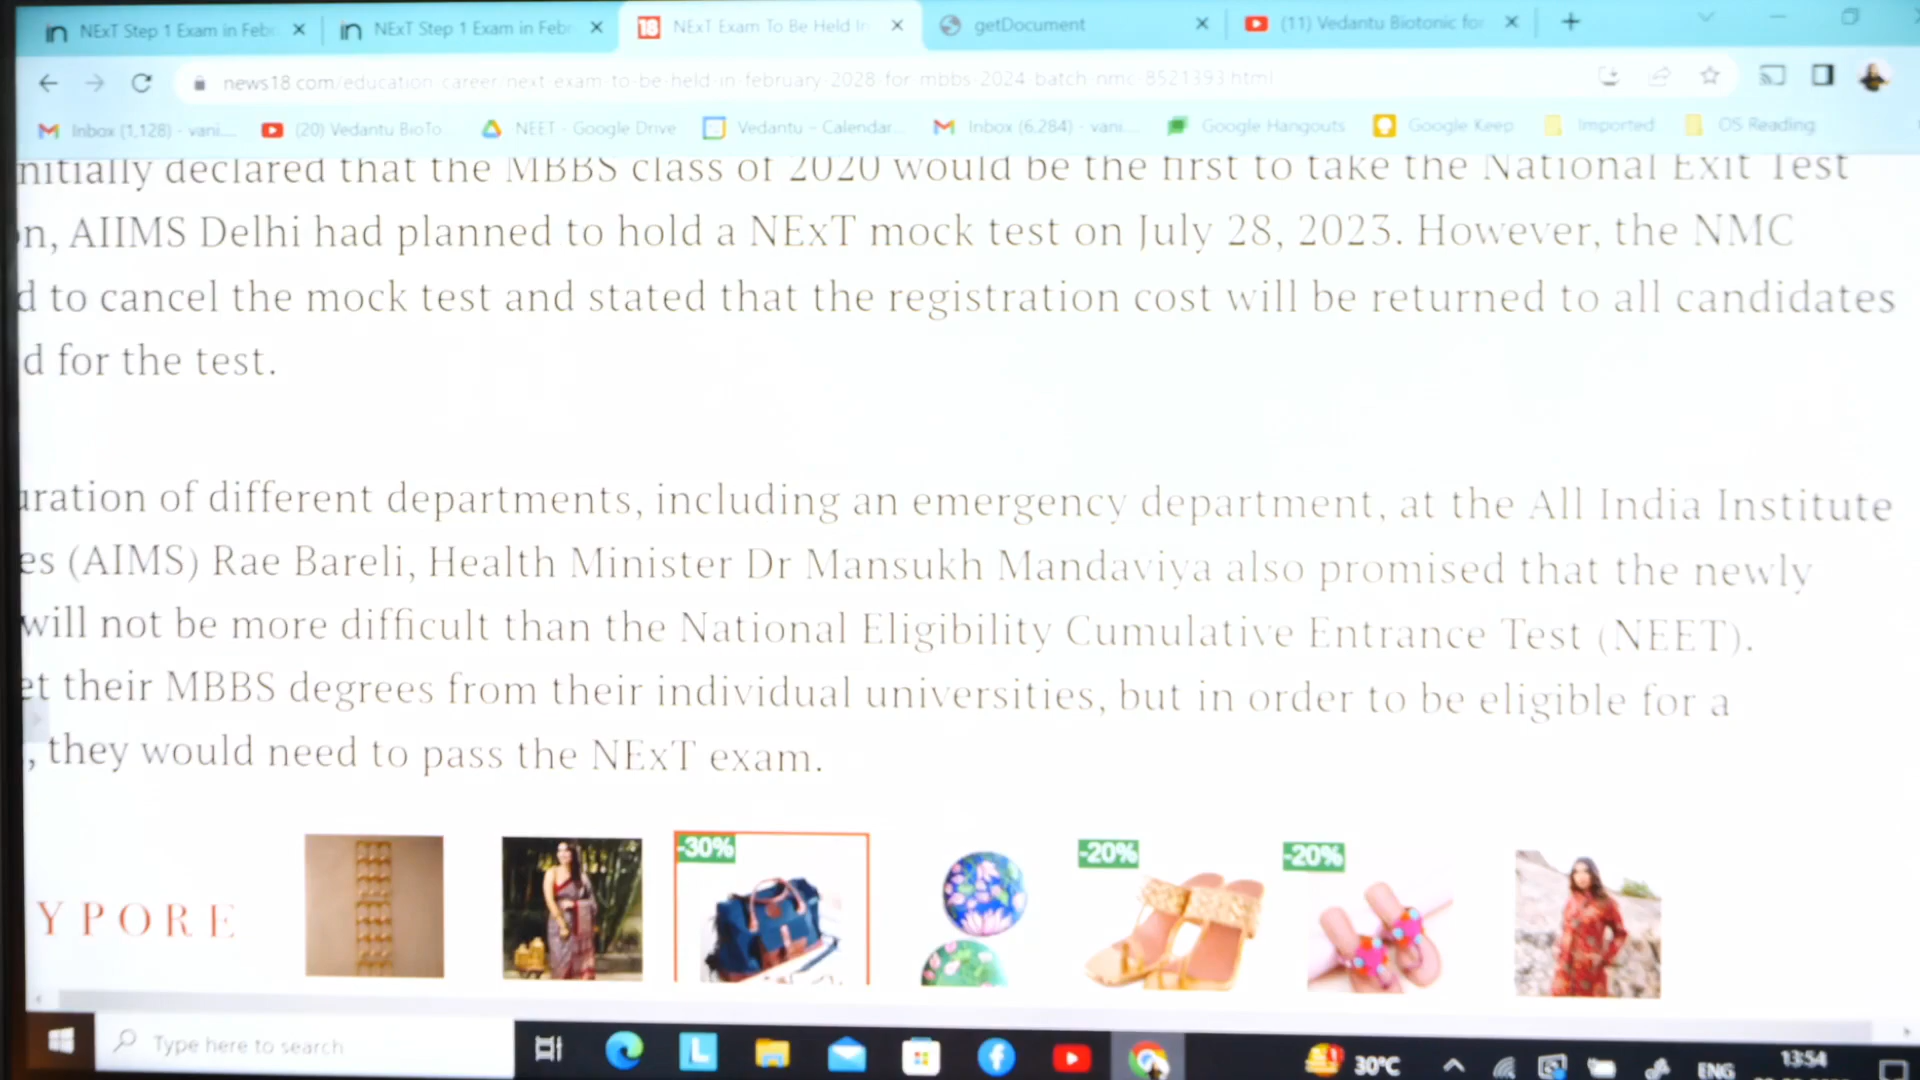 NExT Step 1 Exam in Feb
NExT Step 1 Exam in Febr
NExT Exam To Be Held In
getDocument
(11) Vedantu Biotonic for
news18.com/education-career/next-exam-to-be-held-in-february-2028-for-mbbs-2024-batch-nmc-8521393.html
Inbox (1,128) - vani...
(20) Vedantu BioTo...
NEET - Google Drive
Vedantu - Calendar...
Inbox (6,284) - vani...
Google Hangouts
Google Keep
Imported
OS Reading
nitially declared that the MBBS class of 2020 would be the first to take the National Exit Test
n, AIIMS Delhi had planned to hold a NExT mock test on July 28, 2023. However, the NMC
d to cancel the mock test and stated that the registration cost will be returned to all candidates
d for the test.
uration of different departments, including an emergency department, at the All India Institute
es (AIMS) Rae Bareli, Health Minister Dr Mansukh Mandaviya also promised that the newly
will not be more difficult than the National Eligibility Cumulative Entrance Test (NEET).
et their MBBS degrees from their individual universities, but in order to be eligible for a
, they would need to pass the NExT exam.
YPORE
-30%
-20%
-20%
Type here to search
30°C
ENG
13:54